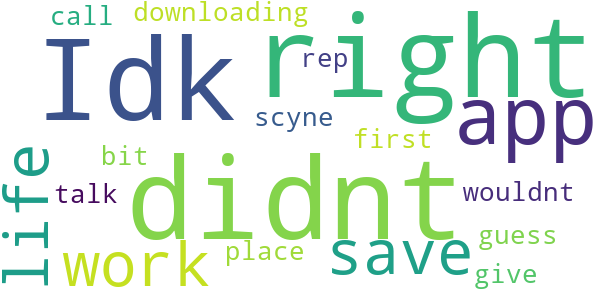 call downloading
Idk right
rep
app
scyne
first
life
bit
talk didnt wouldnt
work place save guess
give